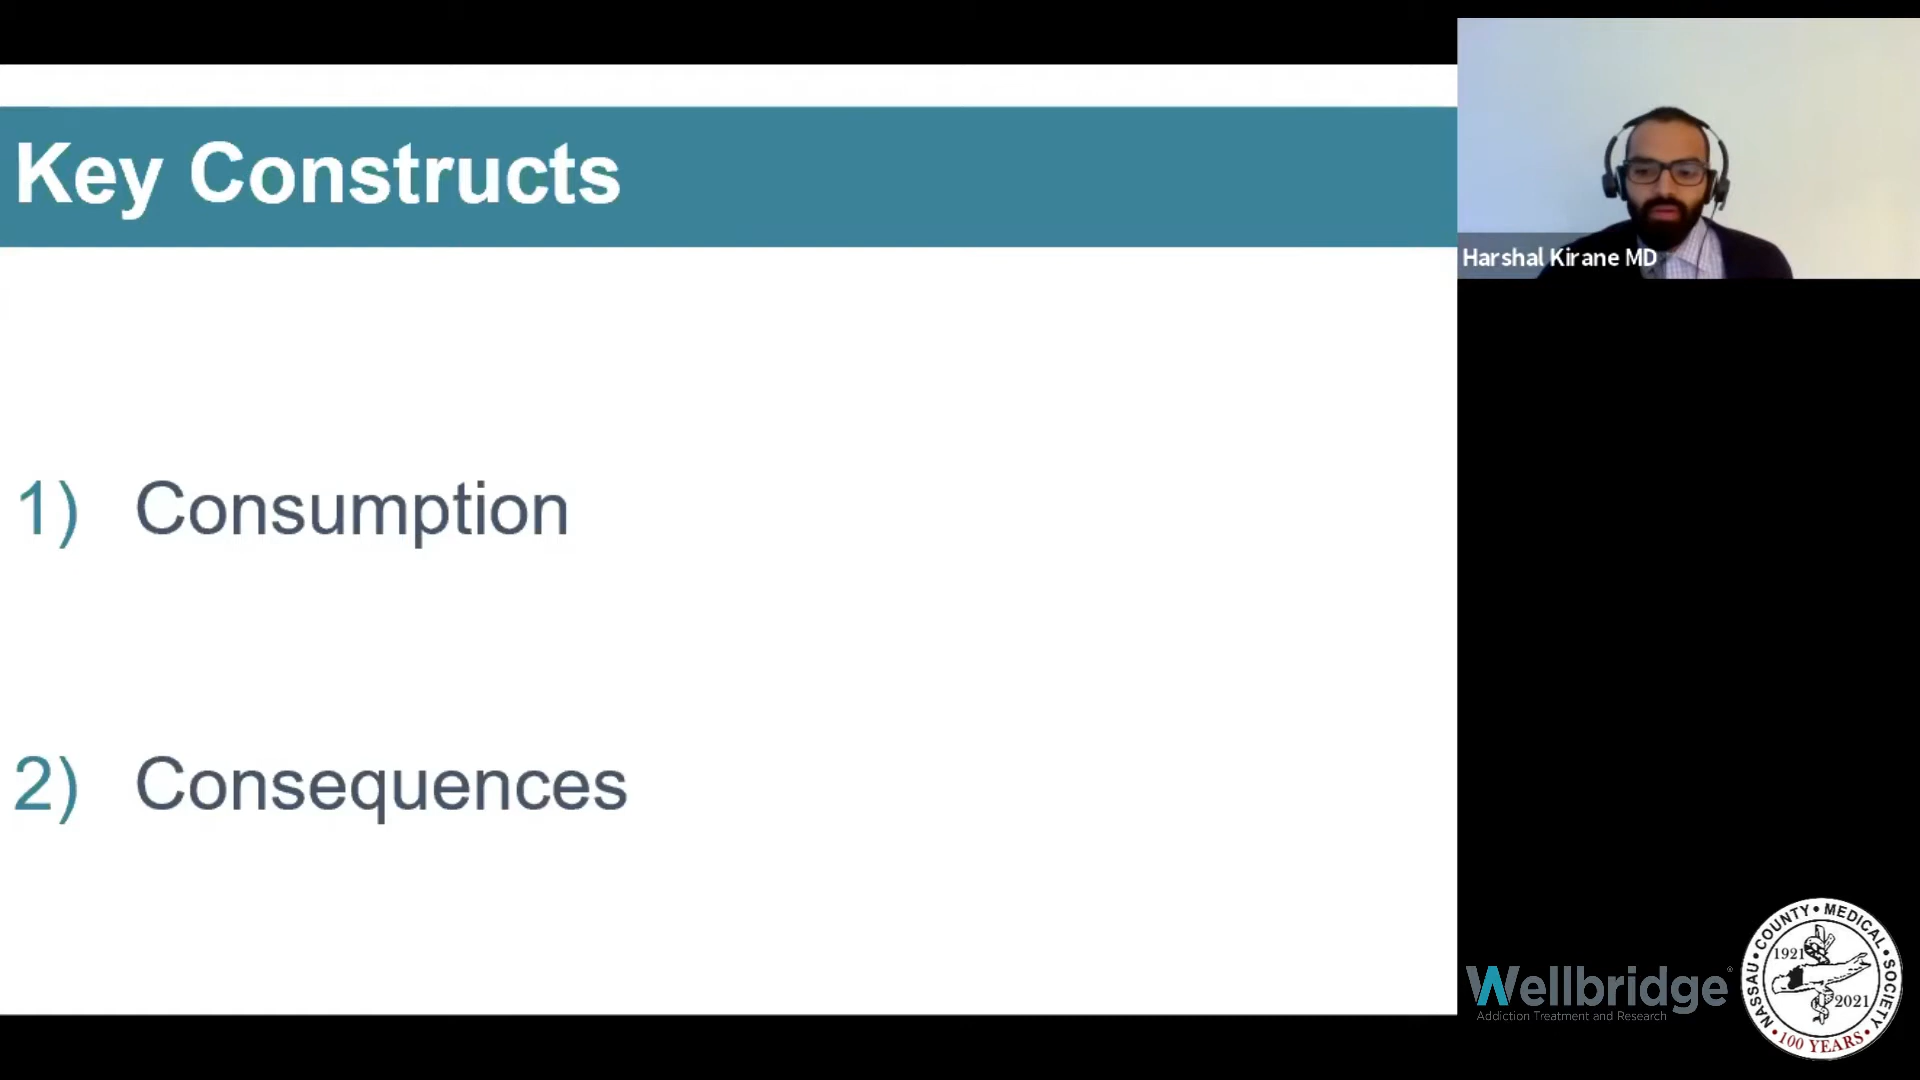 Key Constructs
1) Consumption
2) Consequences
Harshal Kirane MD
Wellbridge®
Addiction Treatment and Research
NASSAU • COUNTY • MEDICAL • SOCIETY
1921
2021
• 100 YEARS •